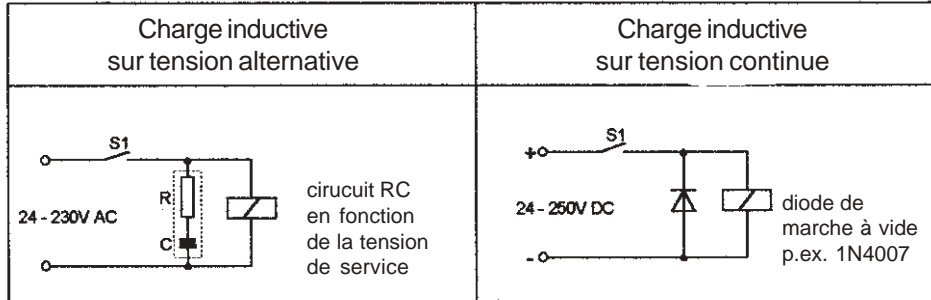 Charge inductive
sur tension alternative
Charge inductive
sur tension continue
S1
R
24 - 230V AC
C
cirucuit RC
en fonction
de la tension
de service
S1
+
24 - 250V DC
-
diode de
marche à vide
p.ex. 1N4007